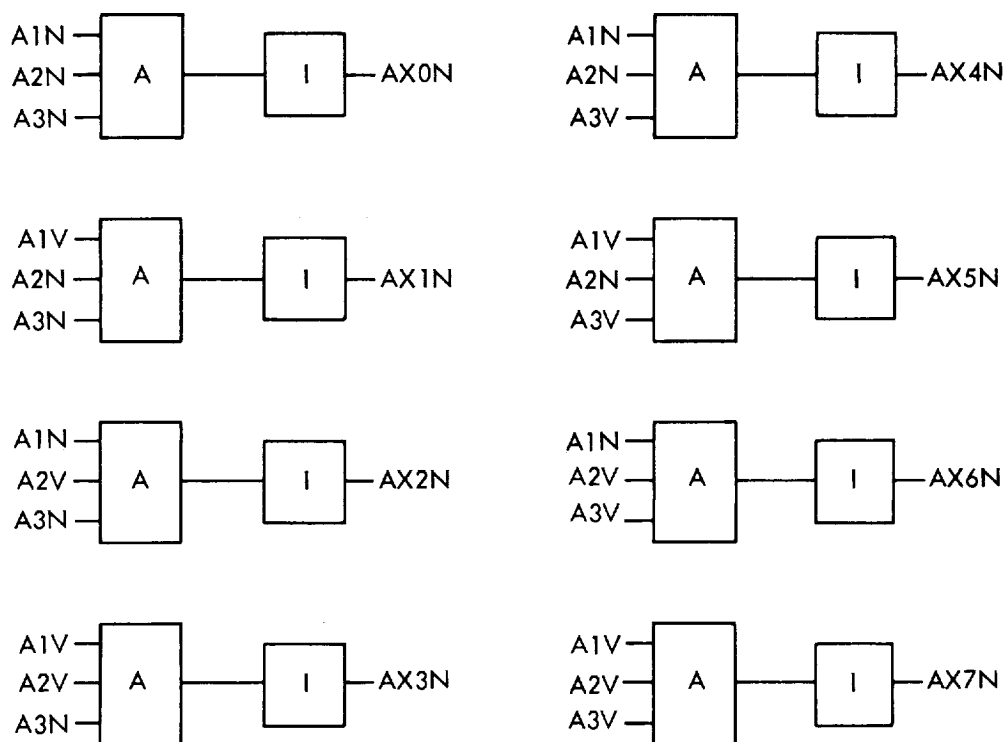 A1N
A2N A I AX0N
A3N
A1N
A2N A I AX4N
A3V
A1V
A2N A I AX1N
A3N
A1V
A2N A I AX5N
A3V
A1N
A2V A I AX2N
A3N
A1N
A2V A I AX6N
A3V
A1V
A2V A I AX3N
A3N
A1V
A2V A I AX7N
A3V